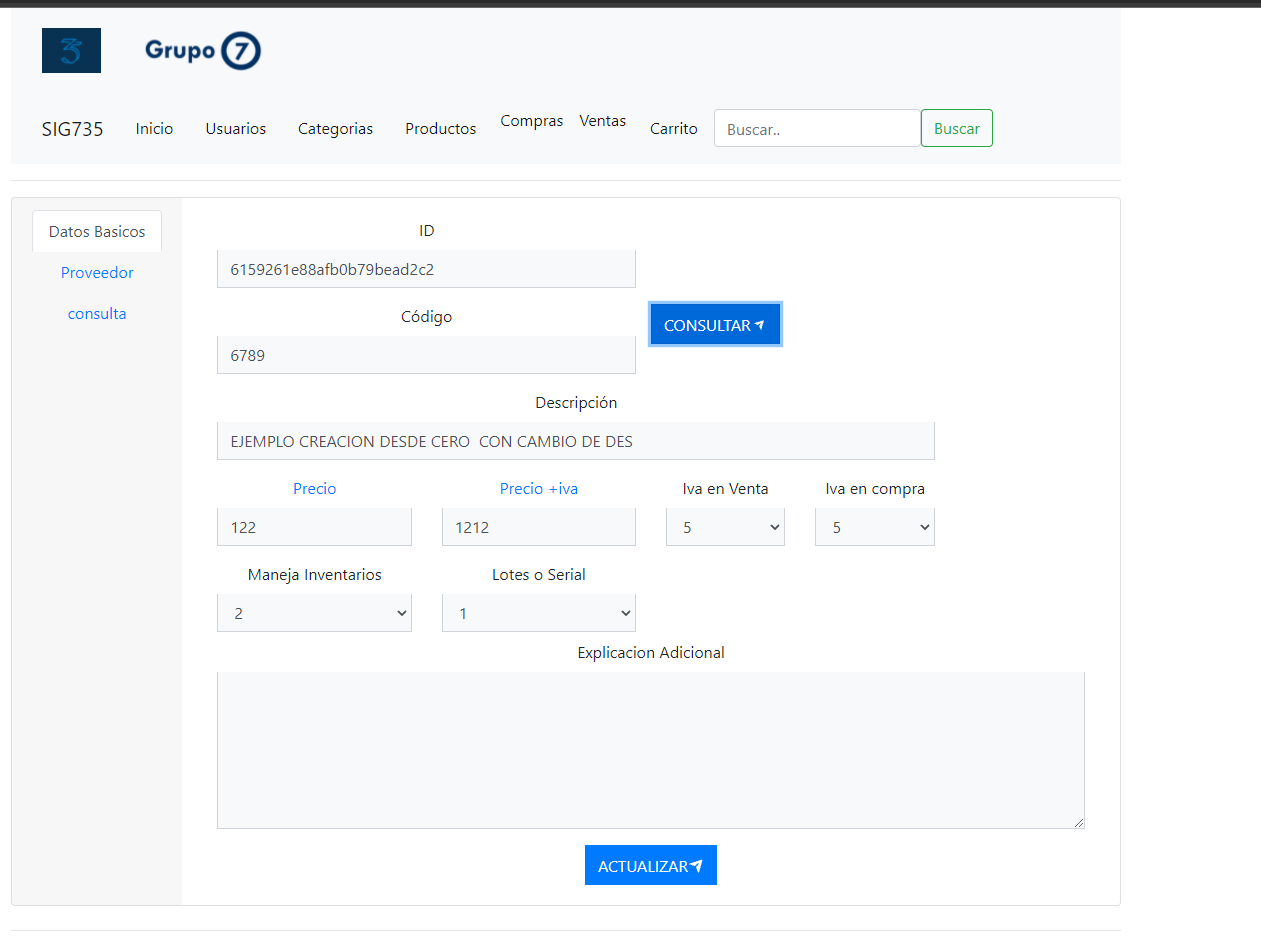 35
Grupo 7
SIG735 Inicio Usuarios Categorias Productos Compras Ventas Carrito Buscar.. Buscar
Datos Basicos
Proveedor
consulta
ID
6159261e88afb0b79bead2c2
Código
6789
CONSULTAR
Descripción
EJEMPLO CREACION DESDE CERO  CON CAMBIO DE DES
Precio Precio +iva Iva en Venta Iva en compra
122 1212 5 5
Maneja Inventarios Lotes o Serial
2 1
Explicacion Adicional
ACTUALIZAR